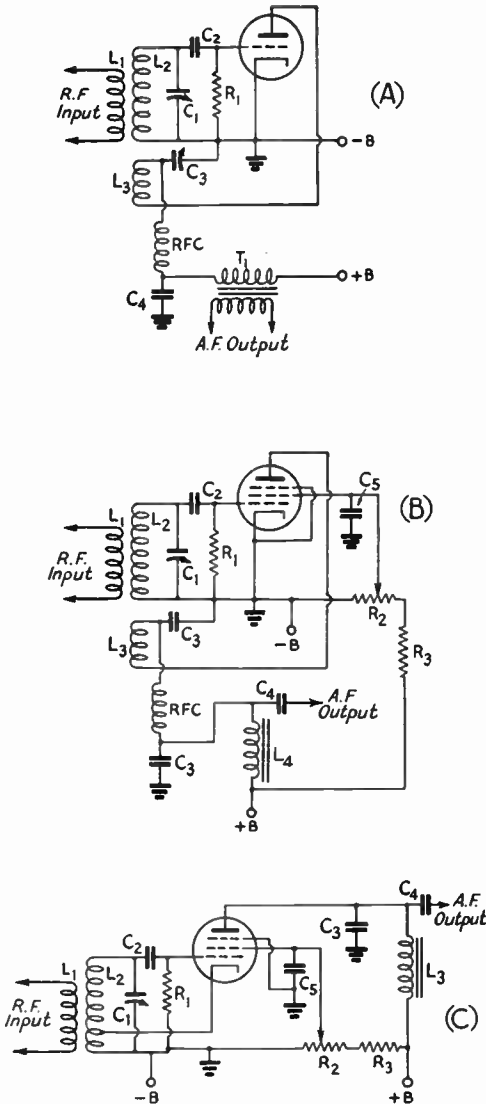 C2
L1
L2
R.F.
Input
C1
R1
(A)
-B
L3
C3
RFC
T1
+B
C4
A.F. Output
C2
C5
(B)
L1
L2
R.F.
Input
C1
R1
R2
-B
C3
L3
R3
RFC
C4
A.F.
Output
C3
L4
+B
C4
A.F.
Output
C2
C3
L1
L2
R1
C5
L3
R.F.
Input
C1
(C)
R2
R3
-B
+B